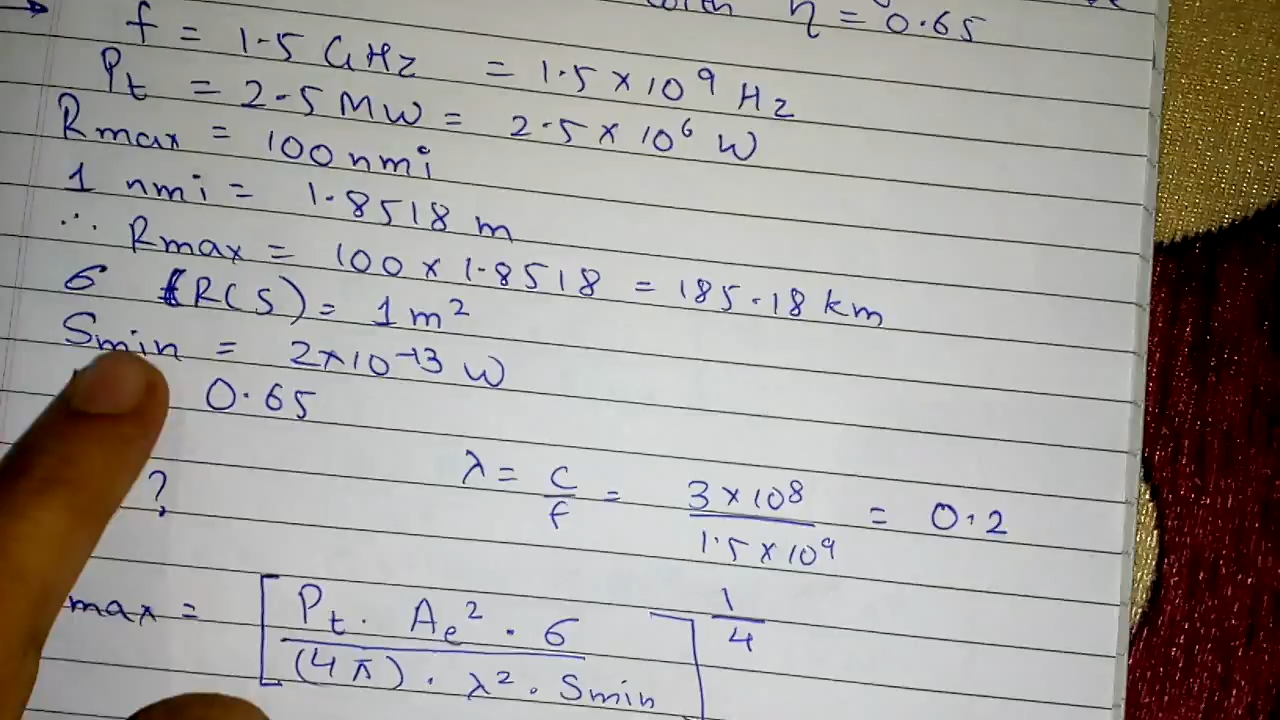 η = 0.65
f = 1.5 GHz = 1.5 × 10⁹ Hz
Pt = 2.5 MW = 2.5 × 10⁶ W
Rmax = 100 nmi
1 nmi = 1.8518 m
∴ Rmax = 100 × 1.8518 = 185.18 km
σ (RCS) = 1 m²
Smin = 2×10⁻¹³ W
0.65
? λ = c/f = 3 × 10⁸ / 1.5 × 10⁹ = 0.2
max = [Pt . Ae² . σ / (4π) . λ² . Smin]^1/4